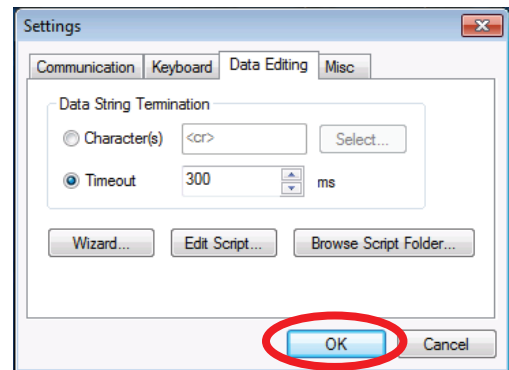 Settings
Communication Keyboard Data Editing Misc
Data String Termination
Character(s) <cr> Select...
Timeout 300 ms
Wizard... Edit Script... Browse Script Folder...
OK Cancel